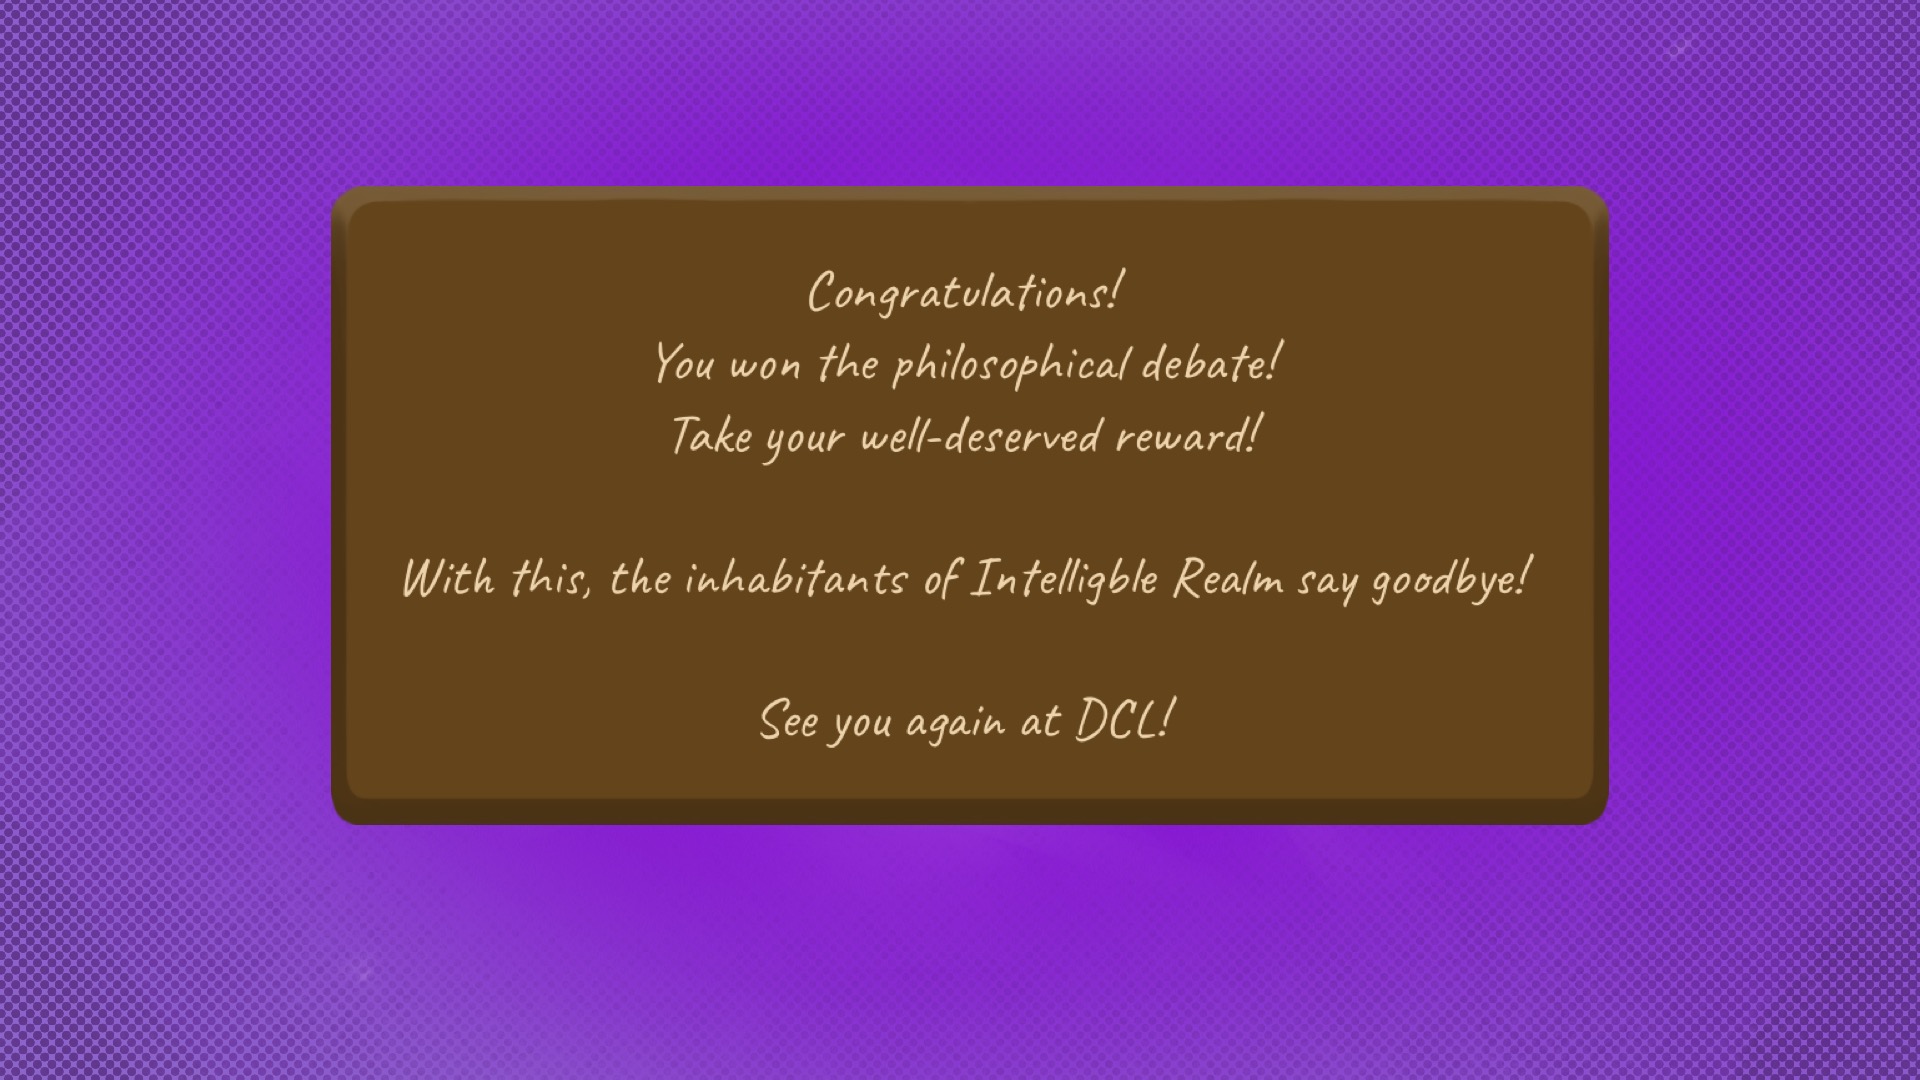 Congratulations!
You won the philosophical debate!
Take your well-deserved reward!
With this, the inhabitants of Intelligble Realm say goodbye!
See you again at DCL!